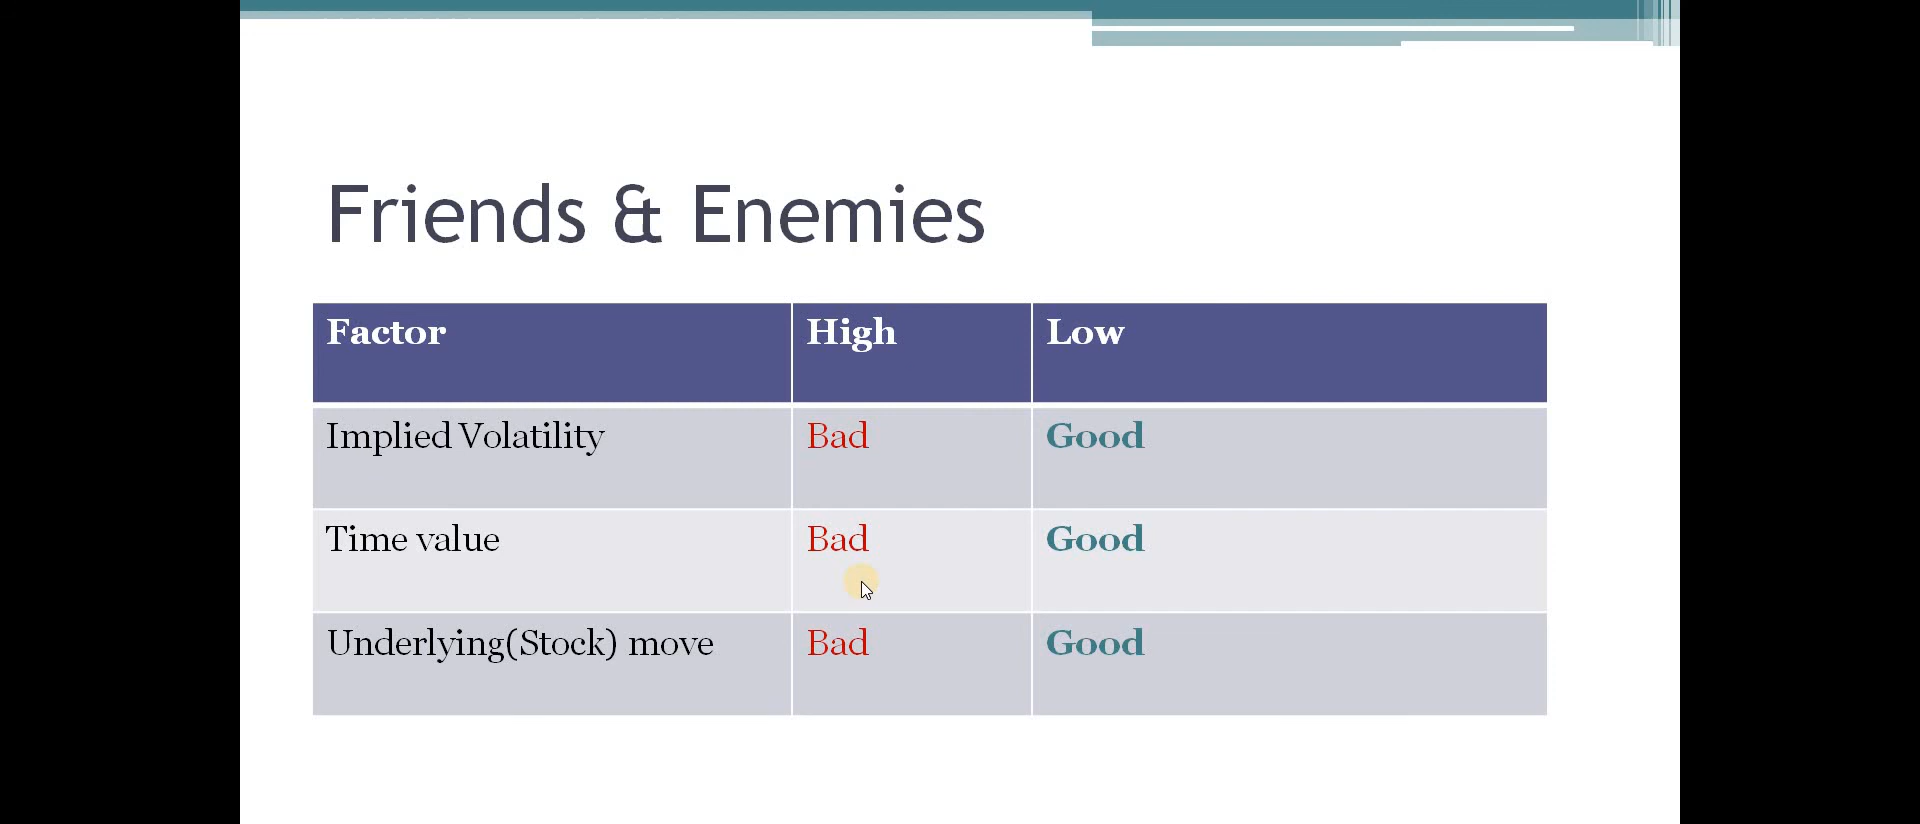 Friends & Enemies
Factor High Low
Implied Volatility Bad Good
Time value Bad Good
Underlying(Stock) move Bad Good